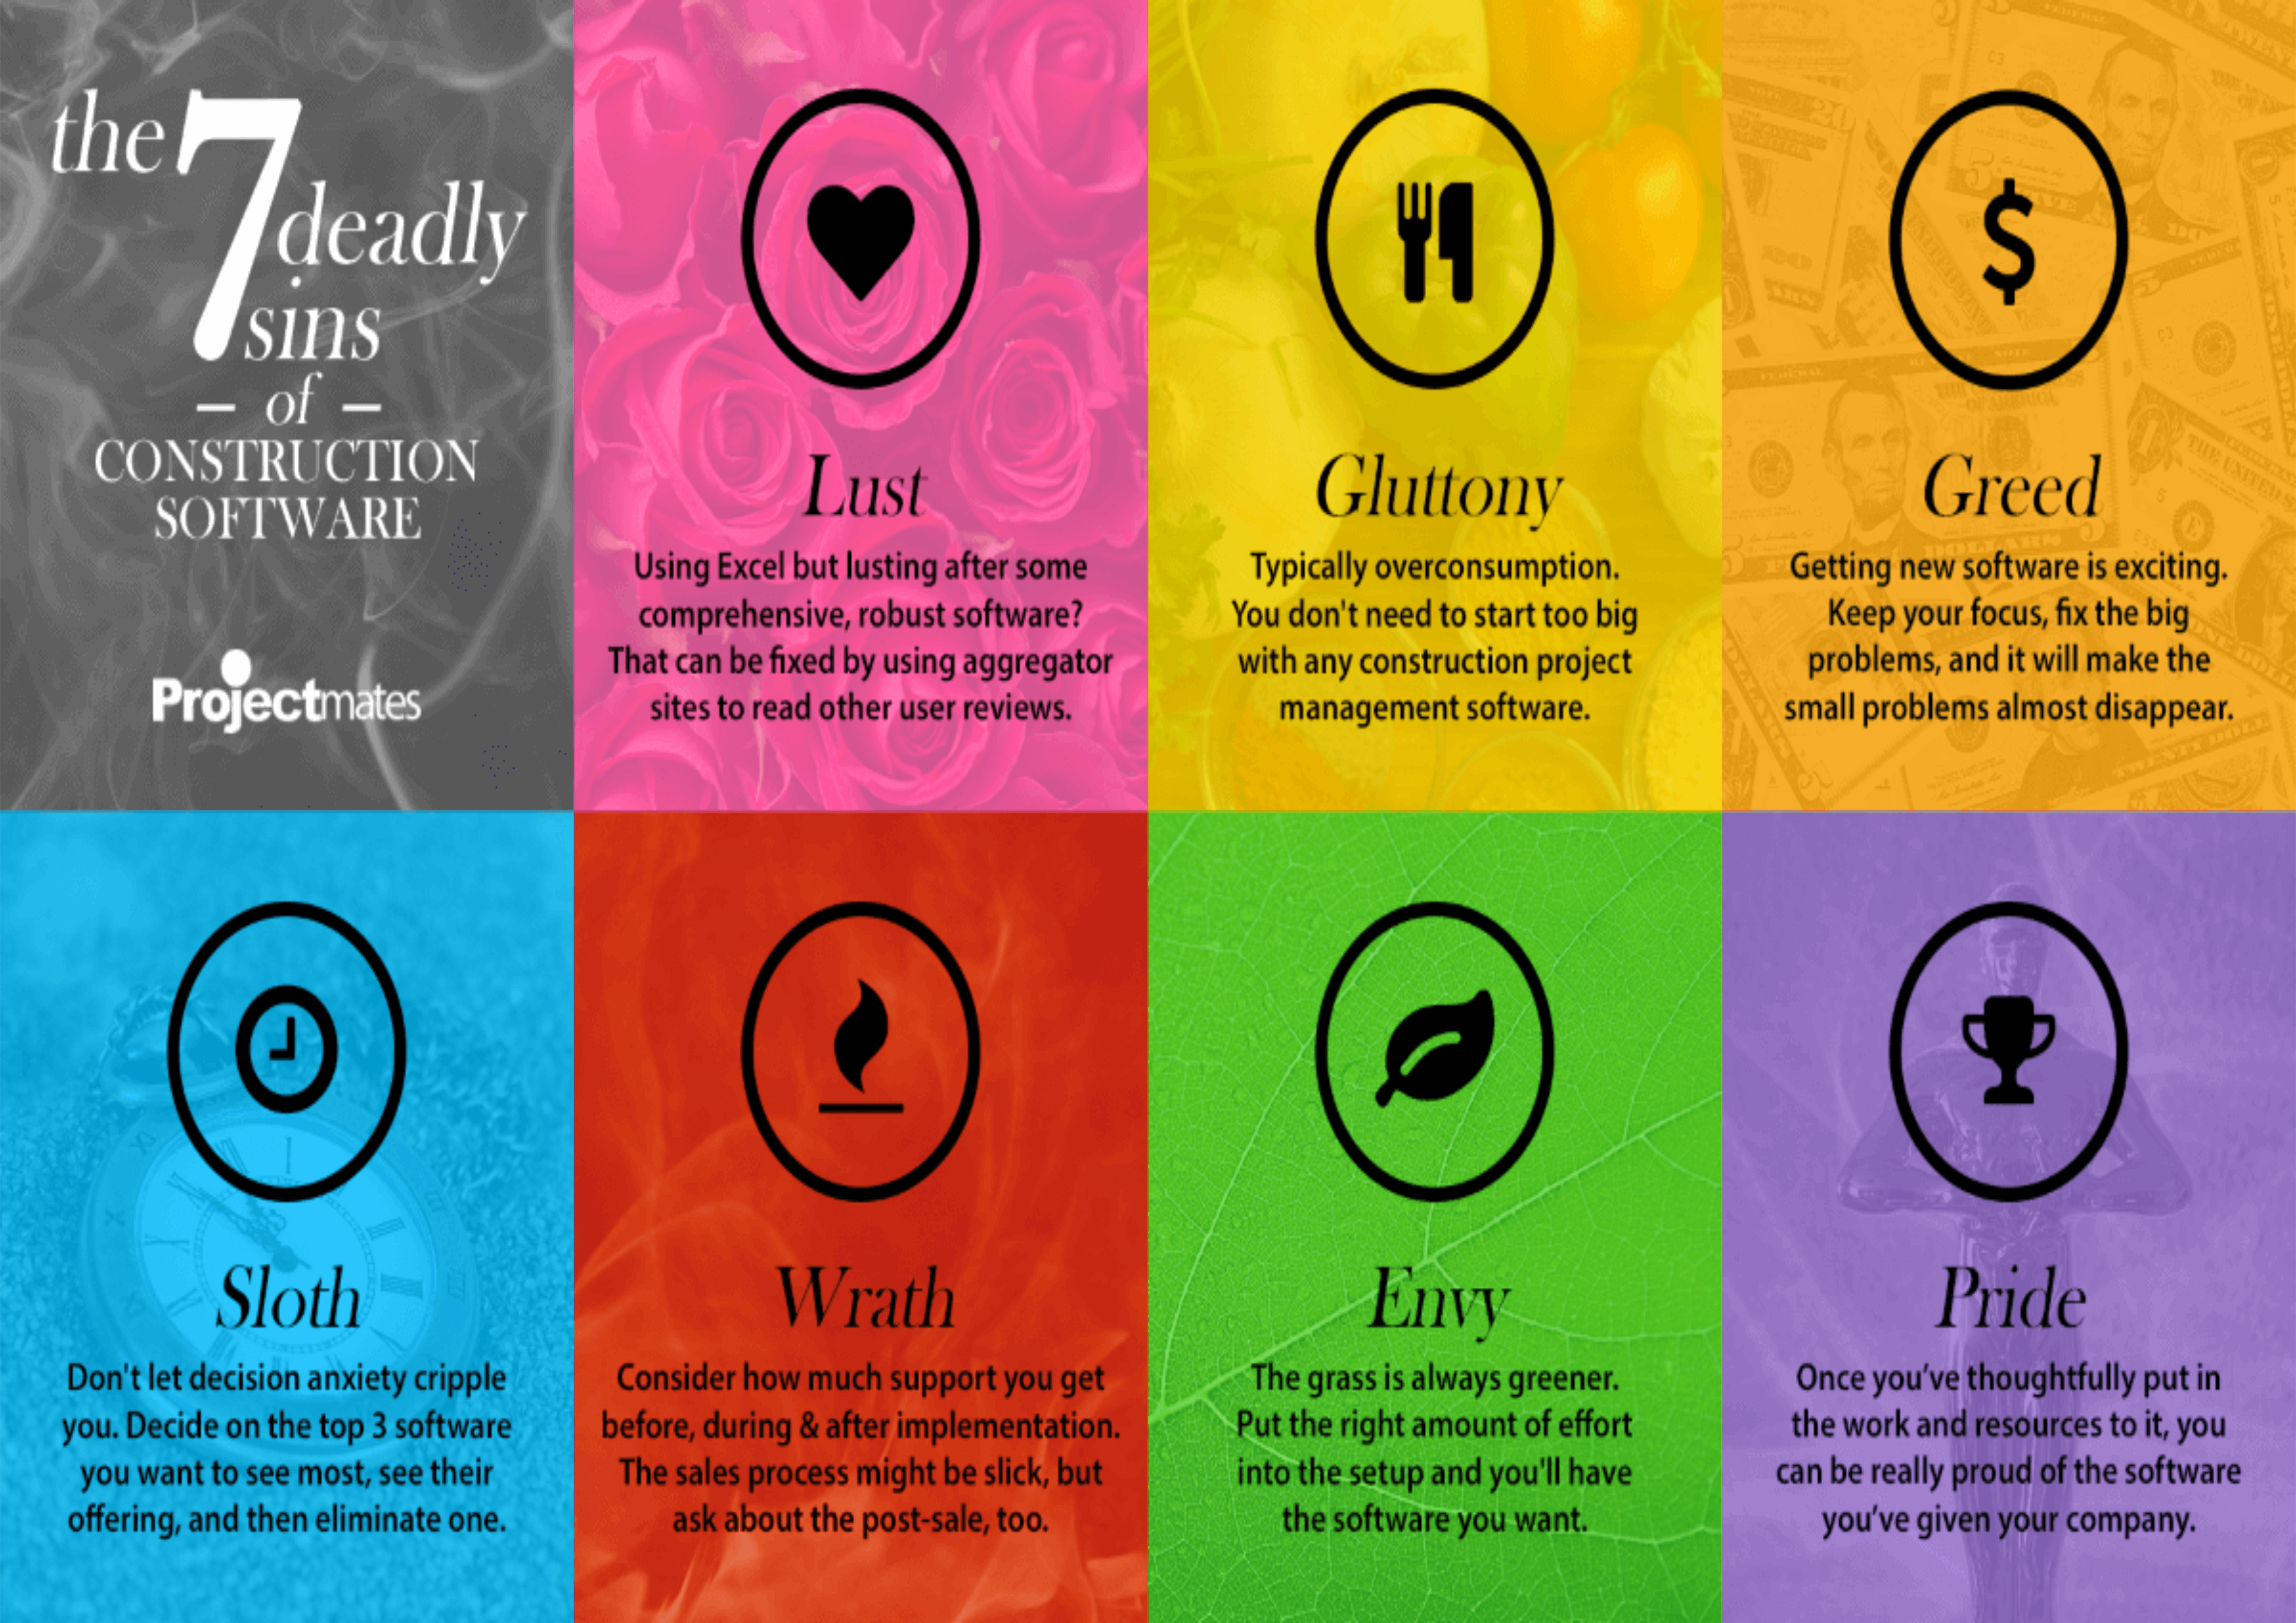 the 7 deadly
sins
– of –
CONSTRUCTION
SOFTWARE
Projectmates
Lust
Using Excel but lusting after some
comprehensive, robust software?
That can be fixed by using aggregator
sites to read other user reviews.
Gluttony
Typically overconsumption.
You don't need to start too big
with any construction project
management software.
$
Greed
Getting new software is exciting.
Keep your focus, fix the big
problems, and it will make the
small problems almost disappear.
Sloth
Don't let decision anxiety cripple
you. Decide on the top 3 software
you want to see most, see their
offering, and then eliminate one.
Wrath
Consider how much support you get
before, during & after implementation.
The sales process might be slick, but
ask about the post-sale, too.
Envy
The grass is always greener.
Put the right amount of effort
into the setup and you'll have
the software you want.
Pride
Once you've thoughtfully put in
the work and resources to it, you
can be really proud of the software
you've given your company.